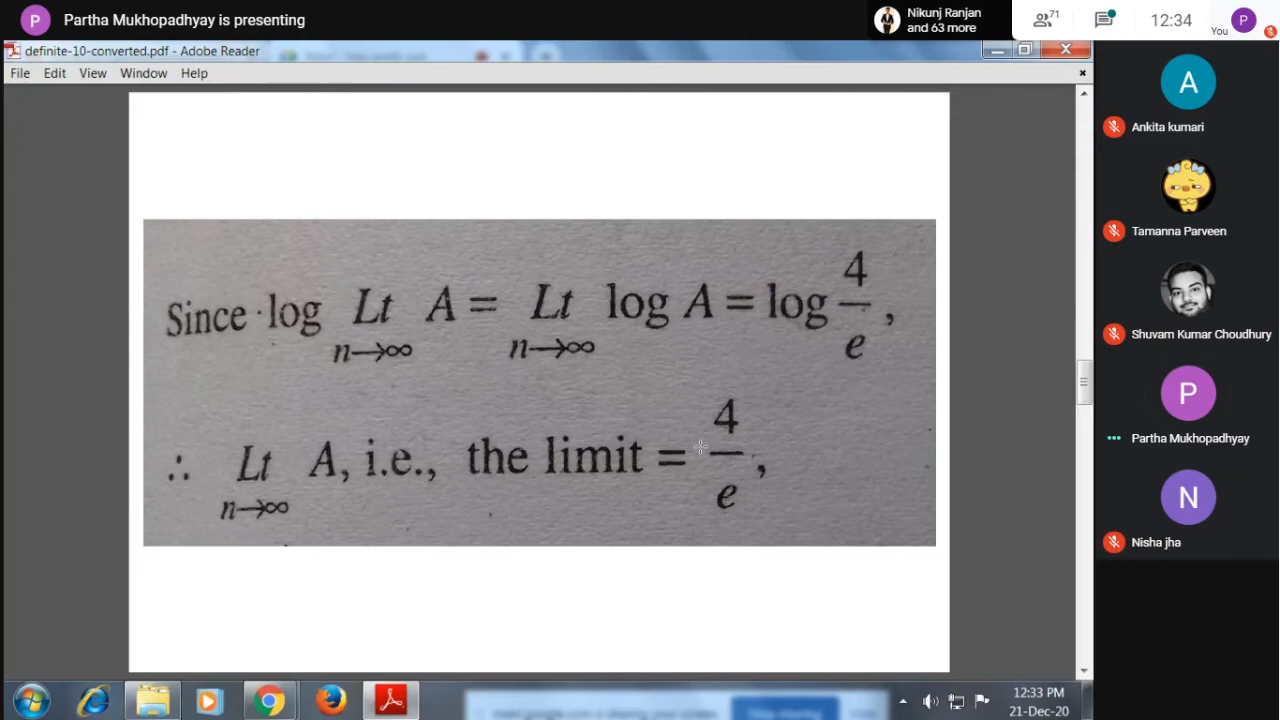 P Partha Mukhopadhyay is presenting
Nikunj Ranjan
and 63 more
71
12:34
You
P
definite-10-converted.pdf - Adobe Reader
File Edit View Window Help
Since log Lt A = Lt log A = log 4/e,
n→∞ n→∞
∴ Lt A, i.e., the limit = 4/e,
n→∞
A
Ankita kumari
Tamanna Parveen
Shuvam Kumar Choudhury
P
Partha Mukhopadhyay
N
Nisha jha
12:33 PM
21-Dec-20